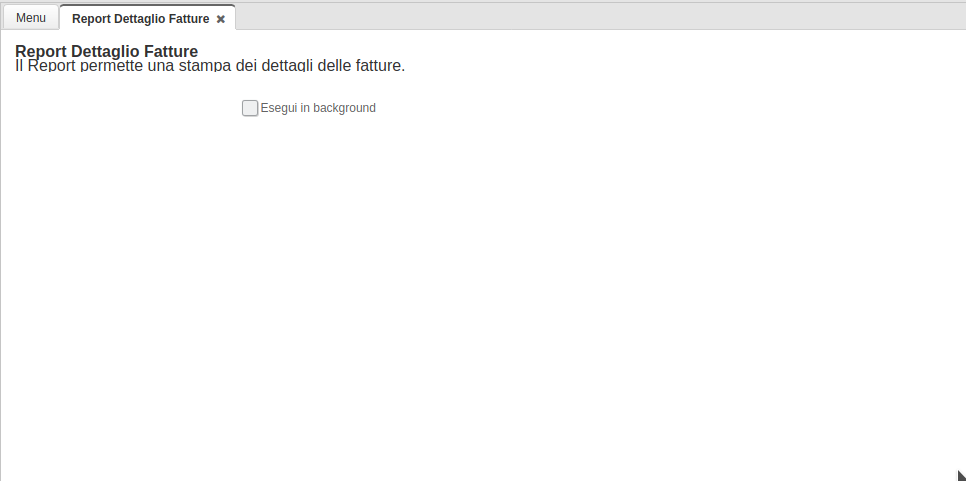 Menu
Report Dettaglio Fatture
Report Dettaglio Fatture
Il Report permette una stampa dei dettagli delle fatture.
Esegui in background